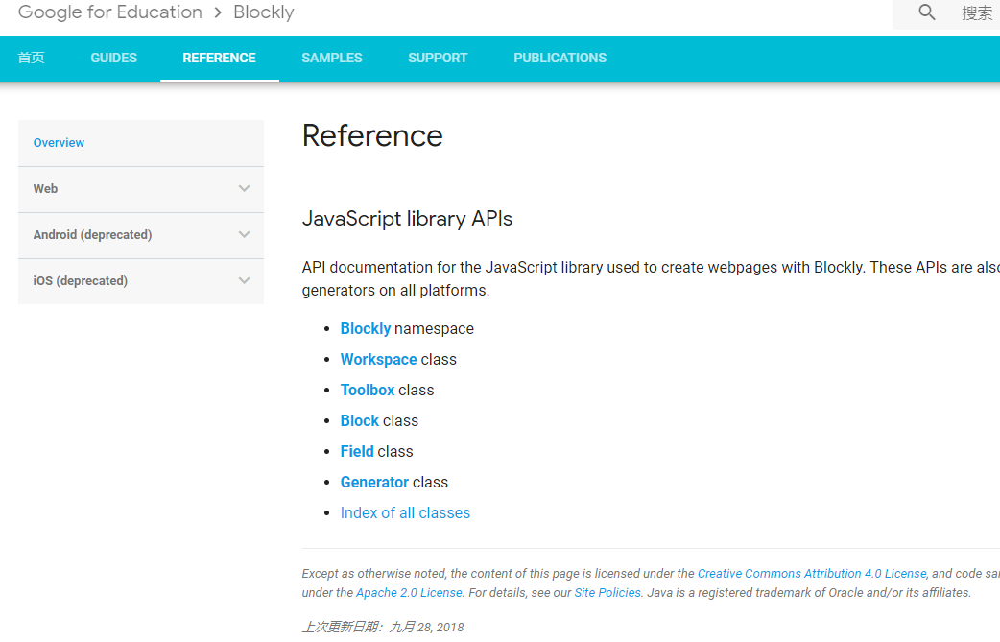 Google for Education > Blockly
搜索
首页 GUIDES REFERENCE SAMPLES SUPPORT PUBLICATIONS
Overview
Web
Android (deprecated)
iOS (deprecated)
Reference
JavaScript library APIs
API documentation for the JavaScript library used to create webpages with Blockly. These APIs are also
generators on all platforms.
Blockly namespace
Workspace class
Toolbox class
Block class
Field class
Generator class
Index of all classes
Except as otherwise noted, the content of this page is licensed under the Creative Commons Attribution 4.0 License, and code
under the Apache 2.0 License. For details, see our Site Policies. Java is a registered trademark of Oracle and/or its affiliates.
上次更新日期：九月 28, 2018